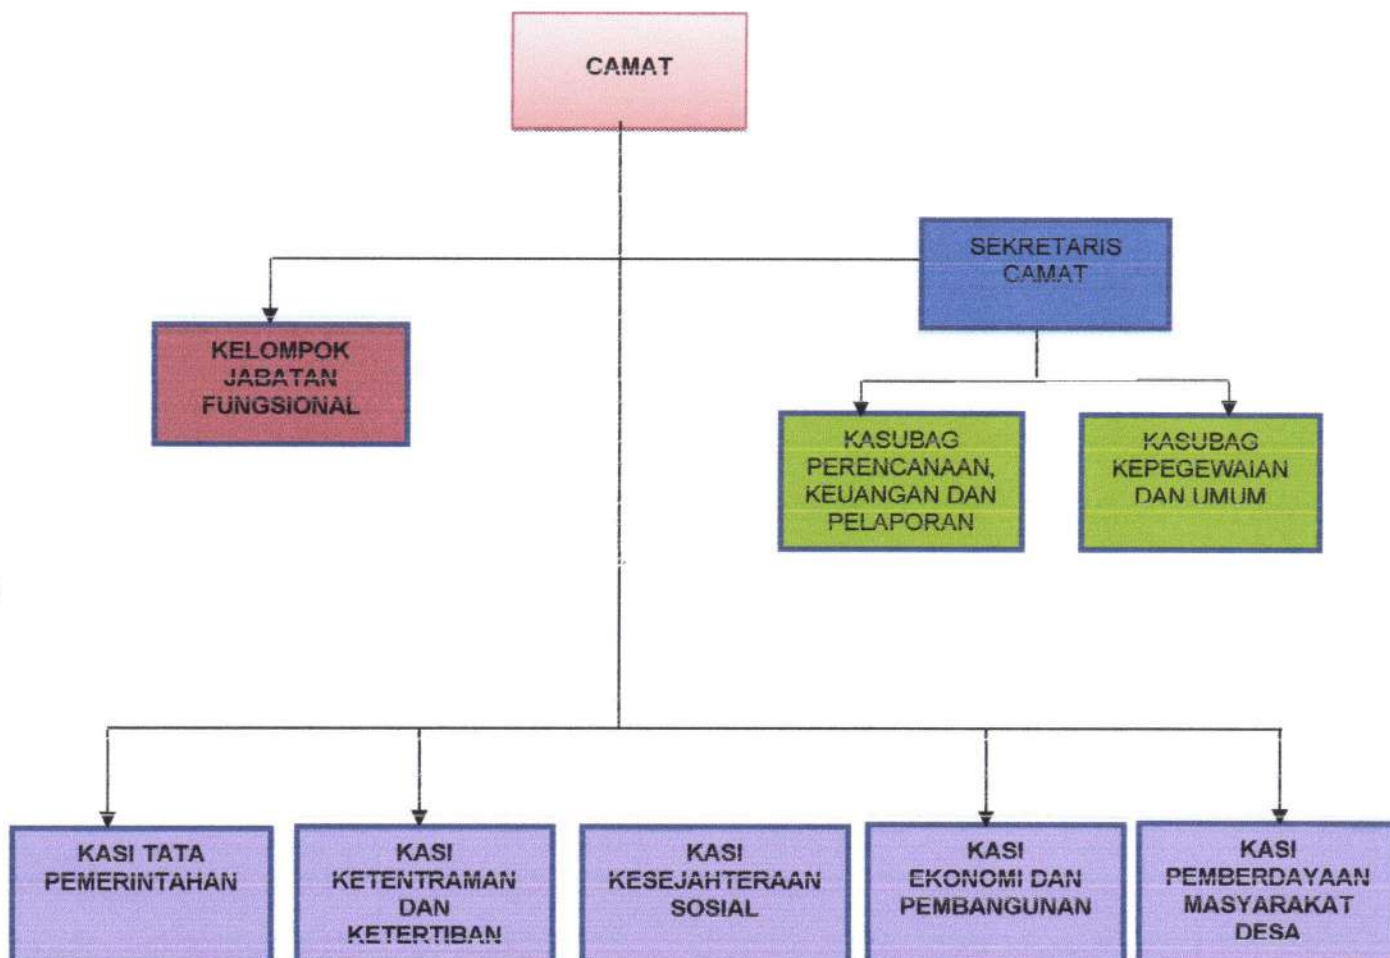 CAMAT
SEKRETARIS
CAMAT
KELOMPOK
JABATAN
FUNGSIONAL
KASUBAG
PERENCANAAN,
KEUANGAN DAN
PELAPORAN
KASUBAG
KEPEGEWAIAN
DAN UMUM
KASI TATA
PEMERINTAHAN
KASI
KETENTRAMAN
DAN
KETERTIBAN
KASI
KESEJAHTERAAN
SOSIAL
KASI
EKONOMI DAN
PEMBANGUNAN
KASI
PEMBERDAYAAN
MASYARAKAT
DESA